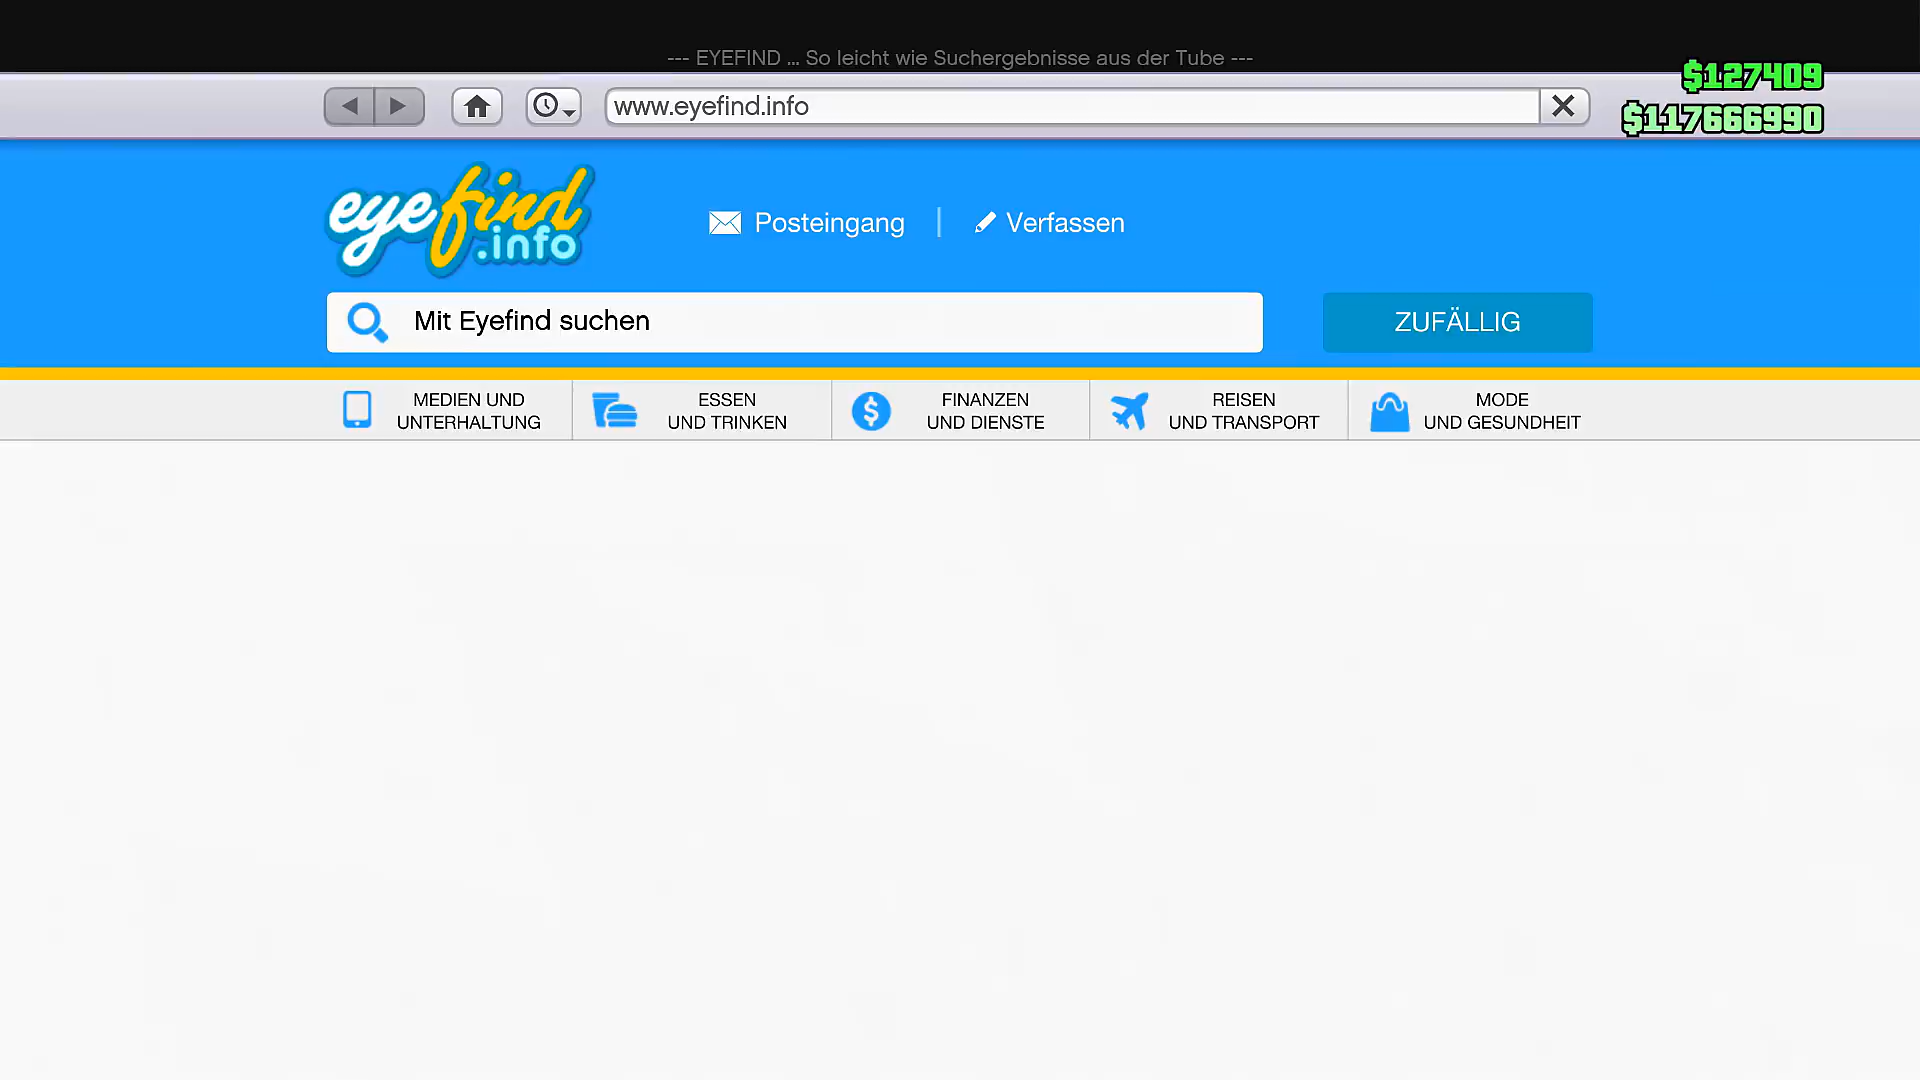 --- EYEFIND ... So leicht wie Suchergebnisse aus der Tube ---
$127409
www.eyefind.info
$117666990
eyefind
.info
Posteingang
Verfassen
Mit Eyefind suchen
ZUFÄLLIG
MEDIEN UND
UNTERHALTUNG
ESSEN
UND TRINKEN
FINANZEN
UND DIENSTE
REISEN
UND TRANSPORT
MODE
UND GESUNDHEIT